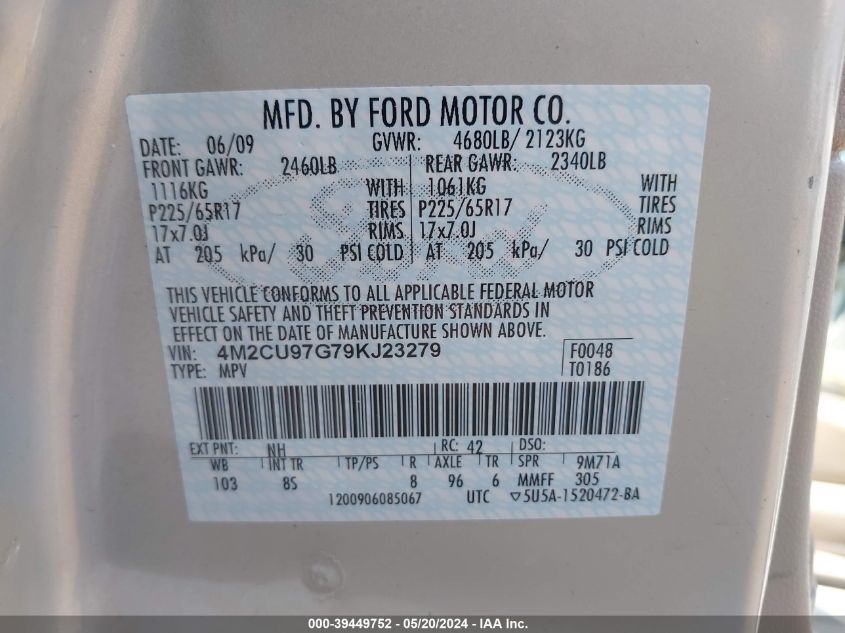 MFD. BY FORD MOTOR CO.
DATE: 06/09 GVWR: 4680LB/ 2123KG
FRONT GAWR: 2460LB REAR GAWR: 2340LB
1116KG WITH 1061KG WITH
P225/65R17 TIRES P225/65R17 TIRES
17x7.0J RIMS 17x7.0J RIMS
AT 205 kPa/ 30 PSI COLD AT 205 kPa/ 30 PSI COLD
THIS VEHICLE CONFORMS TO ALL APPLICABLE FEDERAL MOTOR
VEHICLE SAFETY AND THEFT PREVENTION STANDARDS IN
EFFECT ON THE DATE OF MANUFACTURE SHOWN ABOVE.
VIN: 4M2CU97G79KJ23279 F0048
TYPE: MPV T0186
EXT PNT: NH RC: 42 DSO:
WB INT TR TP/PS R AXLE TR SPR 9M71A
103 8S 8 96 6 MMFF 305
1200906085067 UTC ▽5U5A-1520472-BA
000-39449752 - 05/20/2024 - IAA Inc.